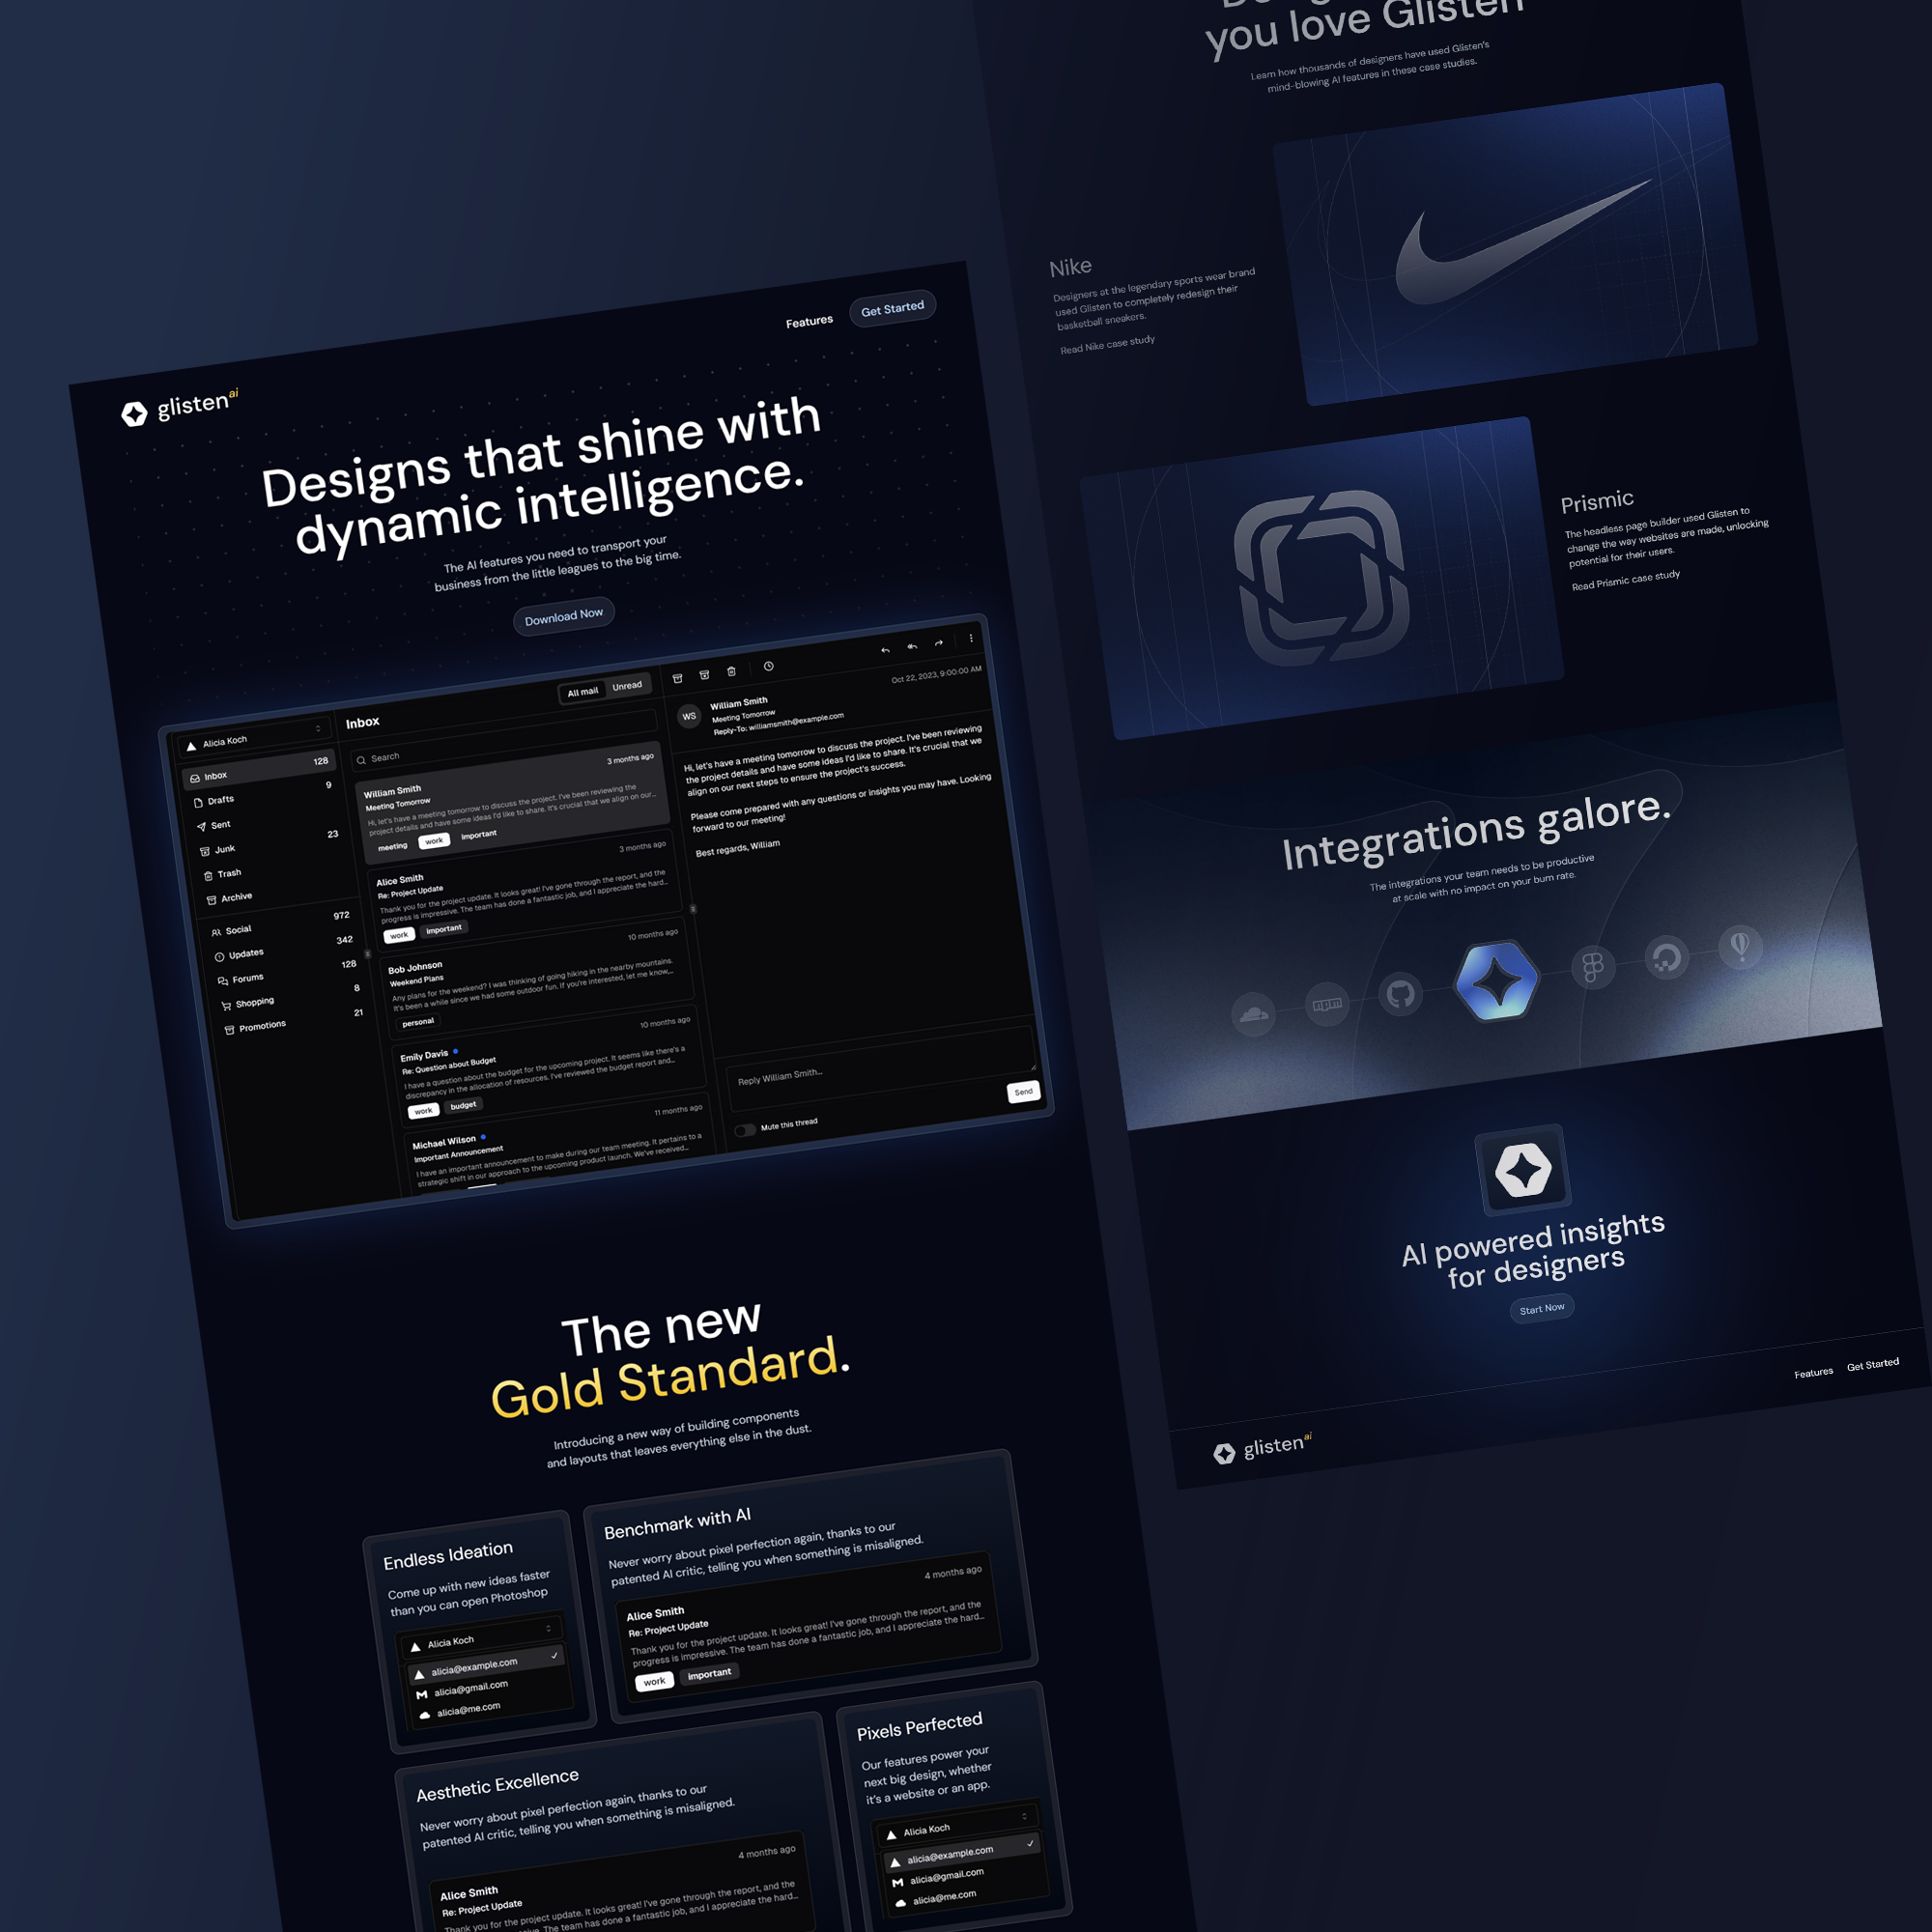 Features
Get Started
glisten ai
Designs that shine with
dynamic intelligence.
The AI features you need to transport your
business from the little leagues to the big time.
Download Now
Alicia Koch
Inbox 128
Drafts 9
Sent
Junk 23
Trash
Archive
Social 972
Updates 342
Forums 128
Shopping 8
Promotions 21
Inbox
All mail
Unread
Search
William Smith
3 months ago
Meeting Tomorrow
Hi, let's have a meeting tomorrow to discuss the project. I've been reviewing the
project details and have some ideas I'd like to share. It's crucial that we align on our...
meeting work important
Alice Smith
3 months ago
Re: Project Update
Thank you for the project update. It looks great! I've gone through the report, and the
progress is impressive. The team has done a fantastic job, and I appreciate the hard...
work important
Bob Johnson
10 months ago
Weekend Plans
Any plans for the weekend? I was thinking of going hiking in the nearby mountains.
It's been a while since we had some outdoor fun. If you're interested, let me know,...
personal
Emily Davis
10 months ago
Re: Question about Budget
I have a question about the budget for the upcoming project. It seems like there's a
discrepancy in the allocation of resources. I've reviewed the budget report and...
work budget
Michael Wilson
11 months ago
Important Announcement
I have an important announcement to make during our team meeting. It pertains to a
strategic shift in our approach to the upcoming product launch. We've received...
WS
William Smith
Meeting Tomorrow
Reply-To: williamsmith@example.com
Oct 22, 2023, 9:00:00 AM
Hi, let's have a meeting tomorrow to discuss the project. I've been reviewing
the project details and have some ideas I'd like to share. It's crucial that we
align on our next steps to ensure the project's success.
Please come prepared with any questions or insights you may have. Looking
forward to our meeting!
Best regards, William
Reply William Smith...
Mute this thread
Send
The new
Gold Standard.
Introducing a new way of building components
and layouts that leaves everything else in the dust.
Endless Ideation
Come up with new ideas faster
than you can open Photoshop
Alicia Koch
alicia@example.com
alicia@gmail.com
alicia@me.com
Benchmark with AI
Never worry about pixel perfection again, thanks to our
patented AI critic, telling you when something is misaligned.
Alice Smith
4 months ago
Re: Project Update
Thank you for the project update. It looks great! I've gone through the report, and the
progress is impressive. The team has done a fantastic job, and I appreciate the hard...
work important
Aesthetic Excellence
Never worry about pixel perfection again, thanks to our
patented AI critic, telling you when something is misaligned.
Alice Smith
4 months ago
Re: Project Update
Thank you for the project update. It looks great! I've gone through the report, and the
The team has done a fantastic job, and I appreciate the hard...
Pixels Perfected
Our features power your
next big design, whether
it's a website or an app.
Alicia Koch
alicia@example.com
alicia@gmail.com
alicia@me.com
you love Glisten
Learn how thousands of designers have used Glisten's
mind-blowing AI features in these case studies.
Nike
Designers at the legendary sports wear brand
used Glisten to completely redesign their
basketball sneakers.
Read Nike case study
Prismic
The headless page builder used Glisten to
change the way websites are made, unlocking
potential for their users.
Read Prismic case study
Integrations galore.
The integrations your team needs to be productive
at scale with no impact on your burn rate.
npm
AI powered insights
for designers
Start Now
Features
Get Started
glisten ai